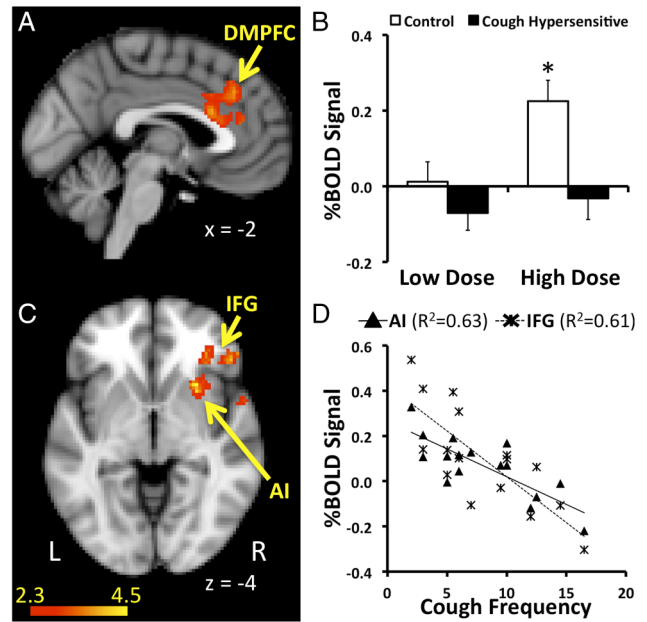 A
DMPFC
x = -2
B
Control Cough Hypersensitive
%BOLD Signal
0.4
0.2
0.0
-0.2
*
Low Dose High Dose
C
IFG
AI
L
R
z = -4
2.3 4.5
D
AI (R²=0.63) IFG (R²=0.61)
%BOLD Signal
0.6
0.4
0.2
0.0
-0.2
-0.4
0 5 10 15 20
Cough Frequency